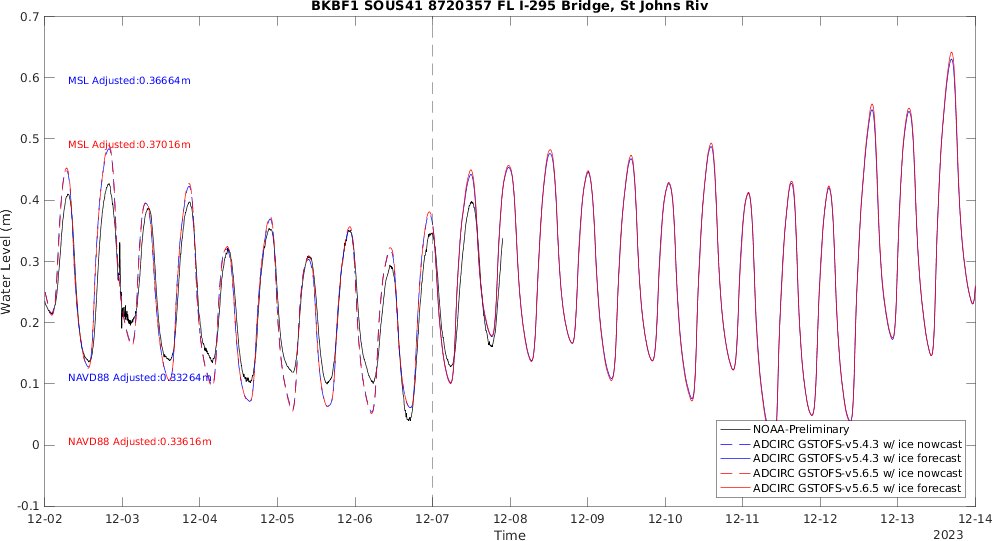 BKBF1 SOUS41 8720357 FL I-295 Bridge, St Johns Riv
0.7
0.6
0.5
0.4
0.3
0.2
0.1
0
-0.1
Water Level (m)
MSL Adjusted:0.36664m
MSL Adjusted:0.37016m
NAVD88 Adjusted:0.33264m
NAVD88 Adjusted:0.33616m
NOAA-Preliminary
ADCIRC GSTOFS-v5.4.3 w/ ice nowcast
ADCIRC GSTOFS-v5.4.3 w/ ice forecast
ADCIRC GSTOFS-v5.6.5 w/ ice nowcast
ADCIRC GSTOFS-v5.6.5 w/ ice forecast
12-02 12-03 12-04 12-05 12-06 12-07 12-08 12-09 12-10 12-11 12-12 12-13 12-14
Time
2023